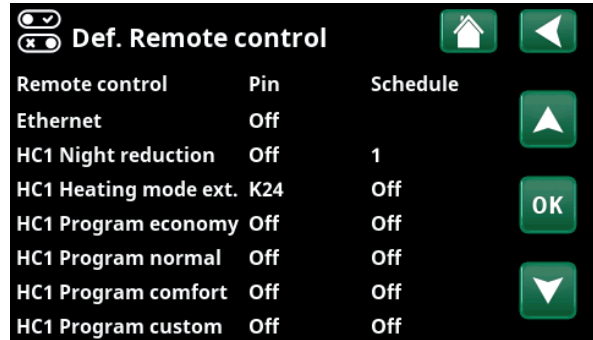 Def. Remote control
Remote control Pin Schedule
Ethernet Off
HC1 Night reduction Off 1
HC1 Heating mode ext. K24 Off
OK
HC1 Program economy Off Off
HC1 Program normal Off Off
HC1 Program comfort Off Off
HC1 Program custom Off Off